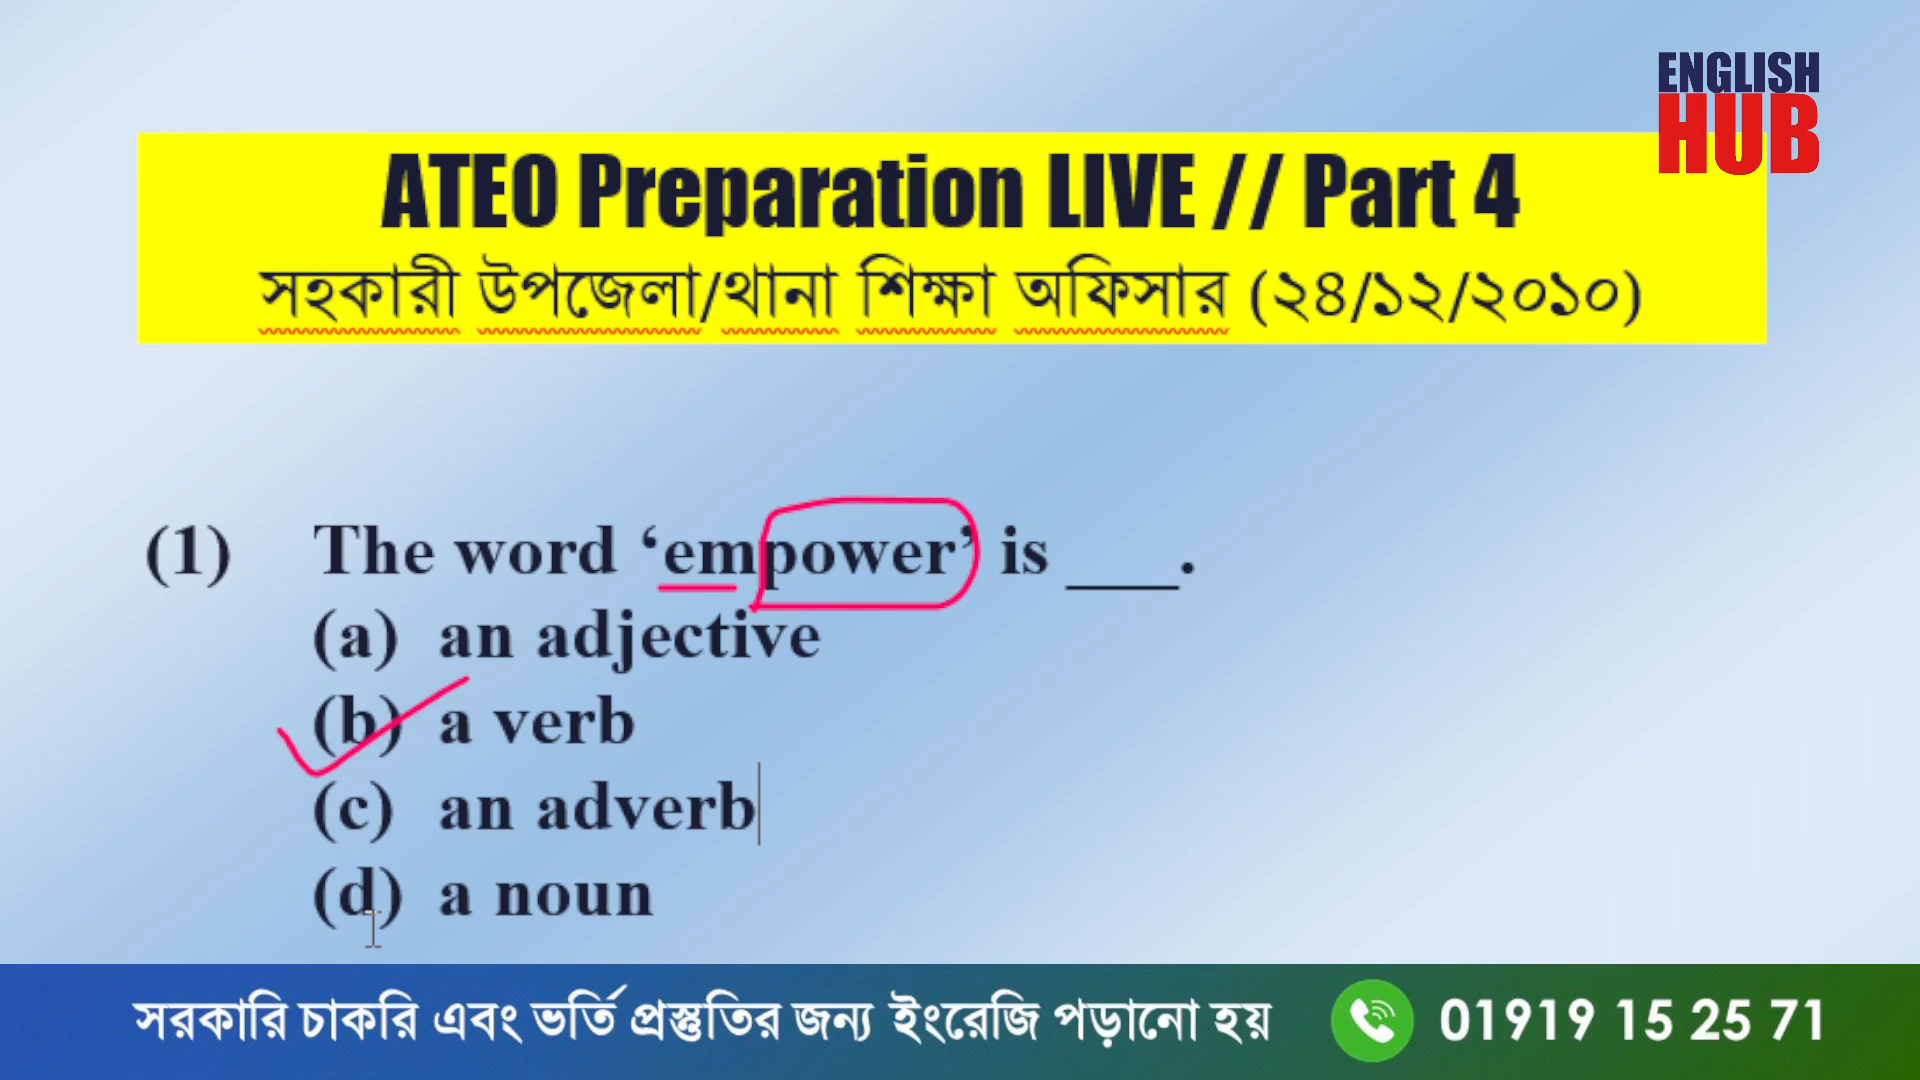 ENGLISH
HUB
ATEO Preparation LIVE // Part 4
সহকারী উপজেলা/থানা শিক্ষা অফিসার (২৪/১২/২০১০)
(1) The word ‘empower’ is ___.
(a) an adjective
(b) a verb
(c) an adverb
(d) a noun
সরকারি চাকরি এবং ভর্তি প্রস্তুতির জন্য ইংরেজি পড়ানো হয় 01919 15 25 71